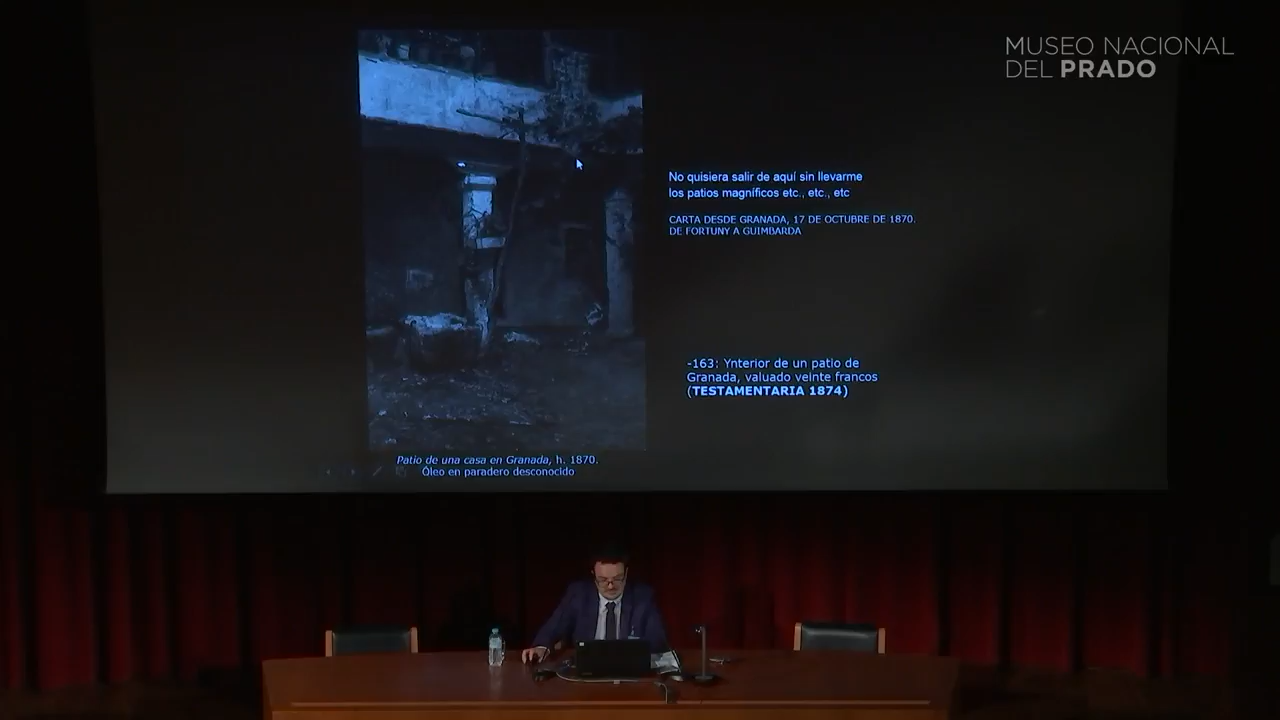 MUSEO NACIONAL
DEL PRADO
No quisiera salir de aquí sin llevarme
los patios magníficos etc., etc., etc
CARTA DESDE GRANADA, 17 DE OCTUBRE DE 1870.
DE FORTUNY A GUIMBARDA
-163: Ynterior de un patio de
Granada, valuado veinte francos
(TESTAMENTARIA 1874)
Patio de una casa en Granada, h. 1870.
Óleo en paradero desconocido